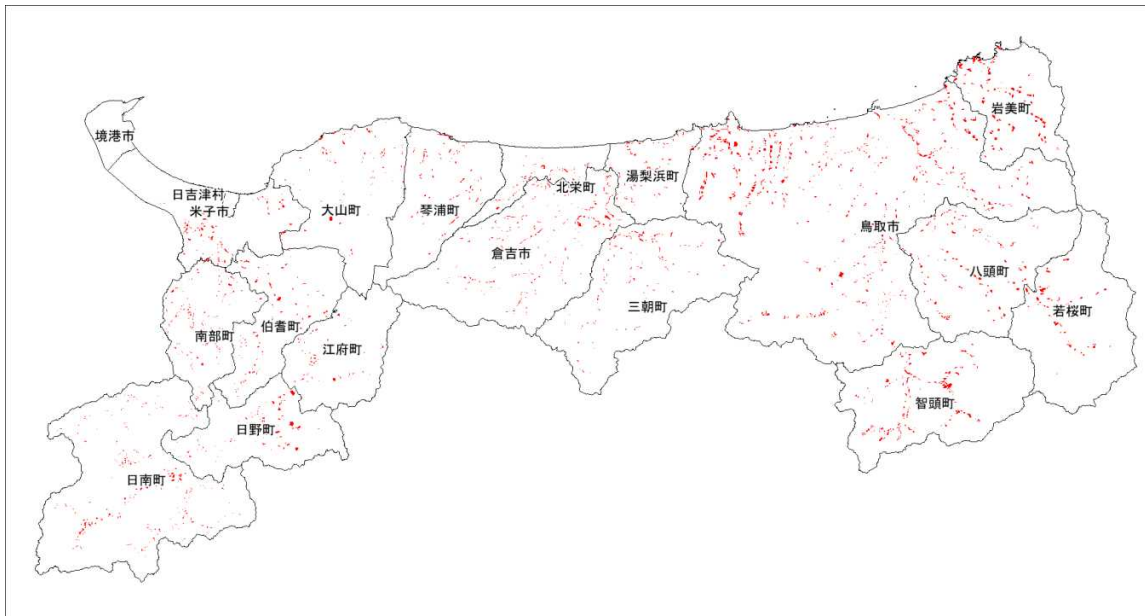 岩美町
境港市
北栄町
湯梨浜町
日吉津村
米子市
大山町
琴浦町
鳥取市
倉吉市
八頭町
三朝町
若桜町
伯耆町
南部町
江府町
智頭町
日野町
日南町